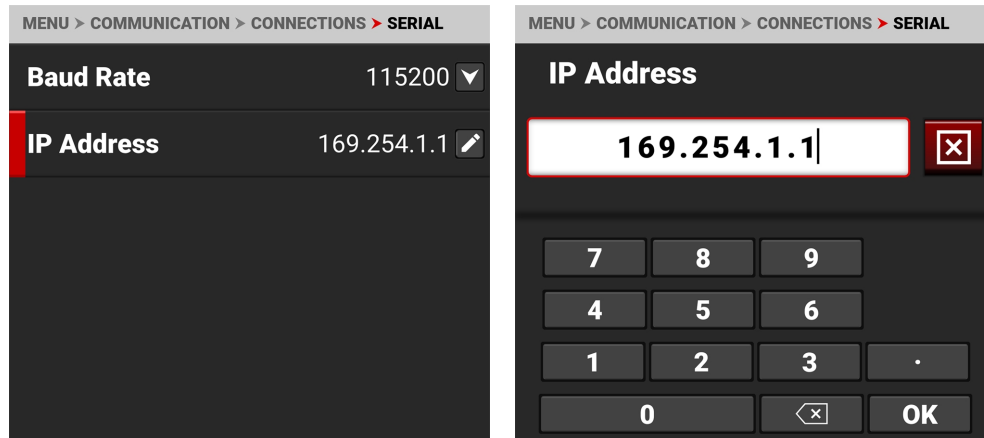 MENU > COMMUNICATION > CONNECTIONS > SERIAL
Baud Rate 115200
IP Address 169.254.1.1
MENU > COMMUNICATION > CONNECTIONS > SERIAL
IP Address
169.254.1.1
7 8 9
4 5 6
1 2 3 .
0 OK